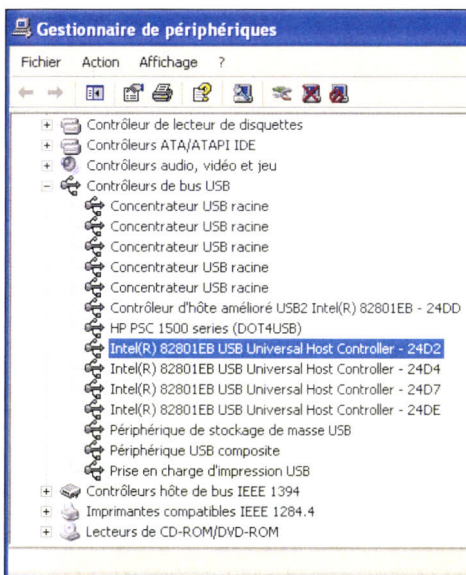 Gestionnaire de périphériques
Fichier Action Affichage ?
Contrôleur de lecteur de disquettes
Contrôleurs ATA/ATAPI IDE
Contrôleurs audio, vidéo et jeu
Contrôleurs de bus USB
Concentrateur USB racine
Concentrateur USB racine
Concentrateur USB racine
Concentrateur USB racine
Concentrateur USB racine
Contrôleur d'hôte amélioré USB2 Intel(R) 82801EB - 24DD
HP PSC 1500 series (DOT4USB)
Intel(R) 82801EB USB Universal Host Controller - 24D2
Intel(R) 82801EB USB Universal Host Controller - 24D4
Intel(R) 82801EB USB Universal Host Controller - 24D7
Intel(R) 82801EB USB Universal Host Controller - 24DE
Périphérique de stockage de masse USB
Périphérique USB composite
Prise en charge d'impression USB
Contrôleurs hôte de bus IEEE 1394
Imprimantes compatibles IEEE 1284.4
Lecteurs de CD-ROM/DVD-ROM